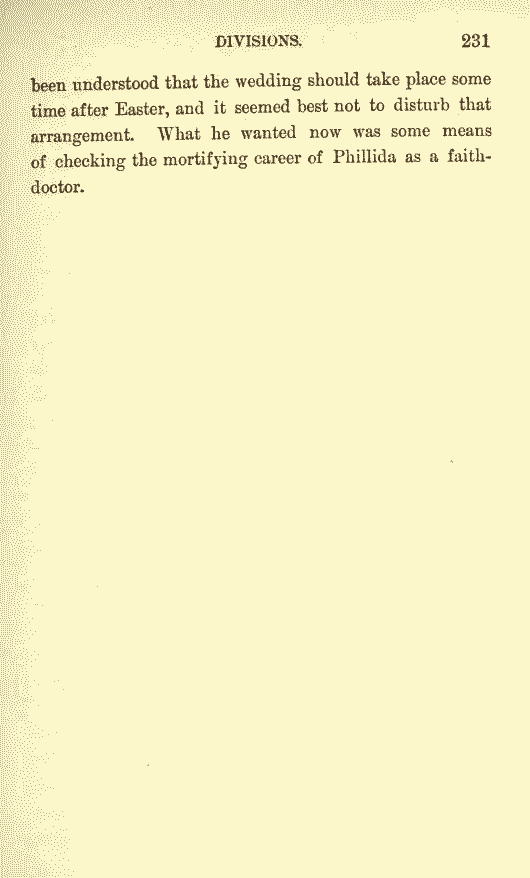 DIVISIONS. 231
been understood that the wedding should take place some
time after Easter, and it seemed best not to disturb that
arrangement. What he wanted now was some means
of checking the mortifying career of Phillida as a faith-
doctor.